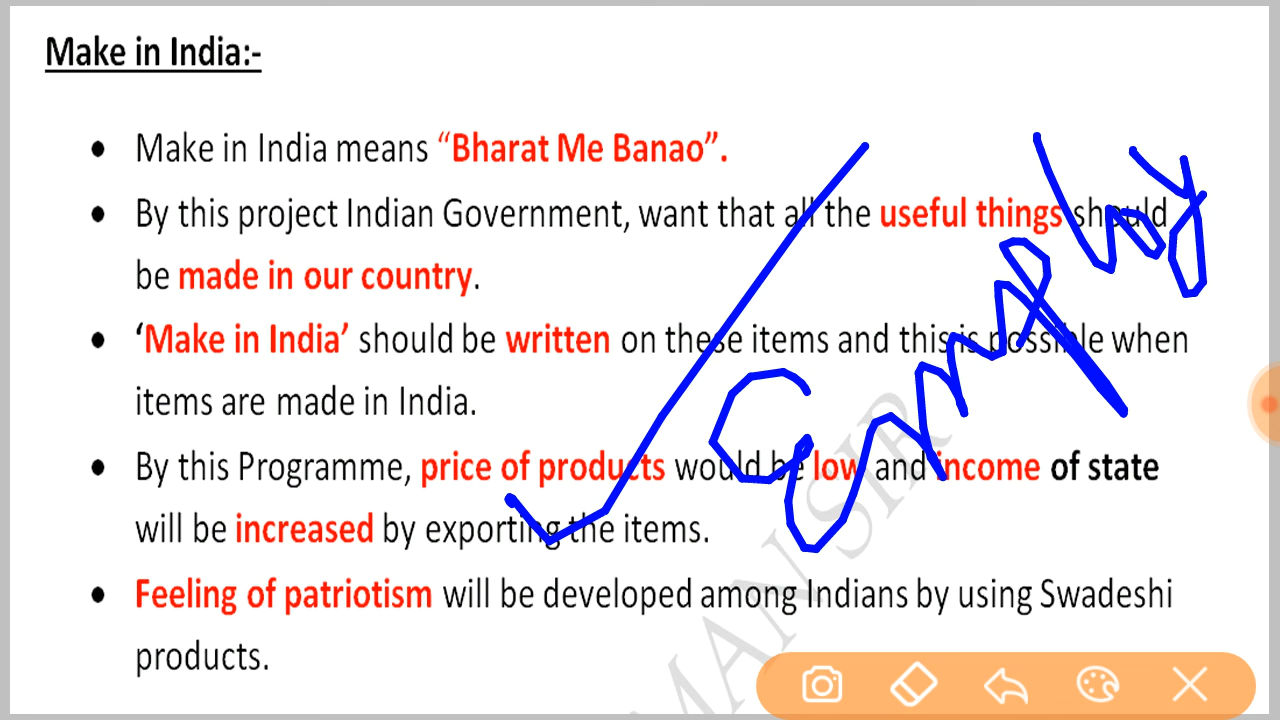 Make in India:-
• Make in India means “Bharat Me Banao”.
• By this project Indian Government, want that all the useful things should
be made in our country.
• ‘Make in India’ should be written on these items and this is possible when
items are made in India.
• By this Programme, price of products would be low and income of state
will be increased by exporting the items.
• Feeling of patriotism will be developed among Indians by using Swadeshi
products.
Employ
MAN SIR